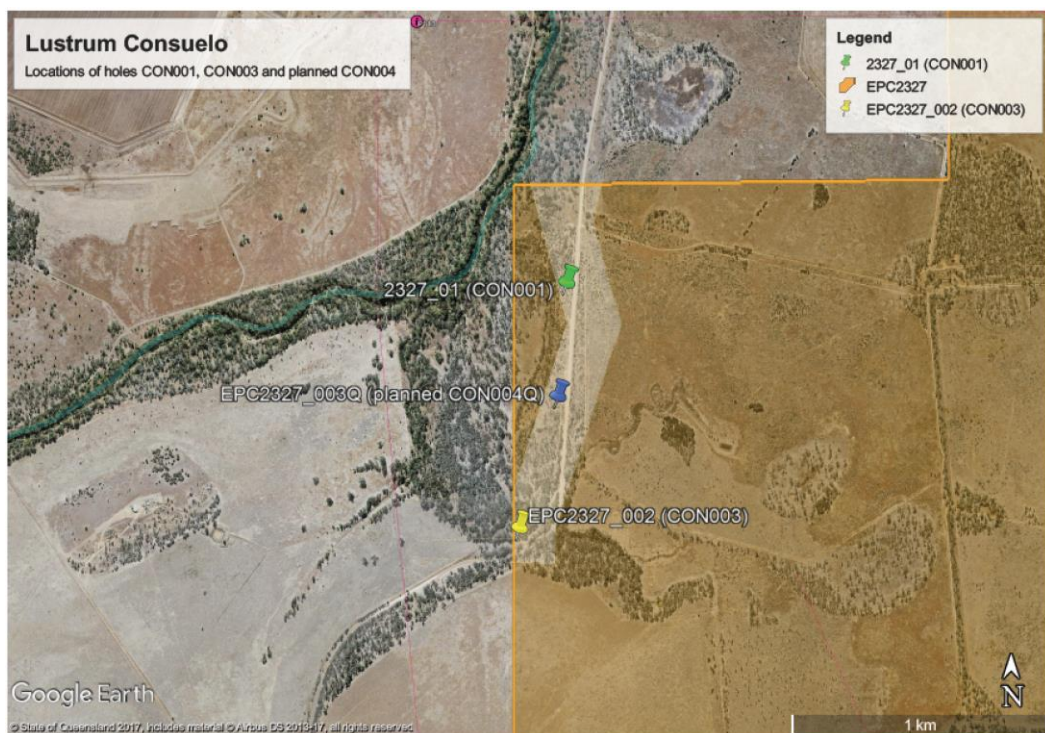 Lustrum Consuelo
Locations of holes CON001, CON003 and planned CON004
Legend
2327_01 (CON001)
EPC2327
EPC2327_002 (CON003)
2327_01 (CON001)
EPC2327_003Q (planned CON004Q)
EPC2327_002 (CON003)
N
Google Earth
1 km
© State of Queensland 2017, includes material © Airbus DS 2013-17, all rights reserved